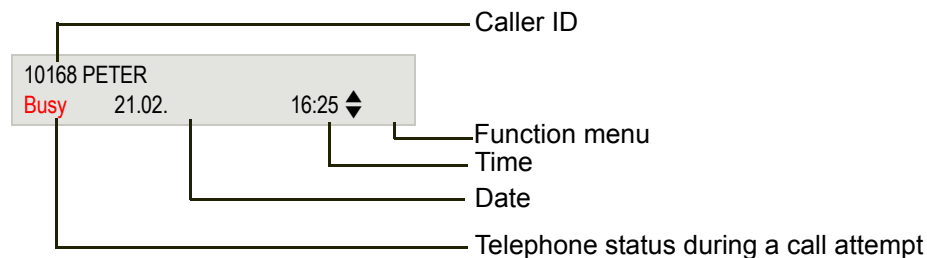 Caller ID
10168 PETER
Busy 21.02. 16:25
Function menu
Time
Date
Telephone status during a call attempt